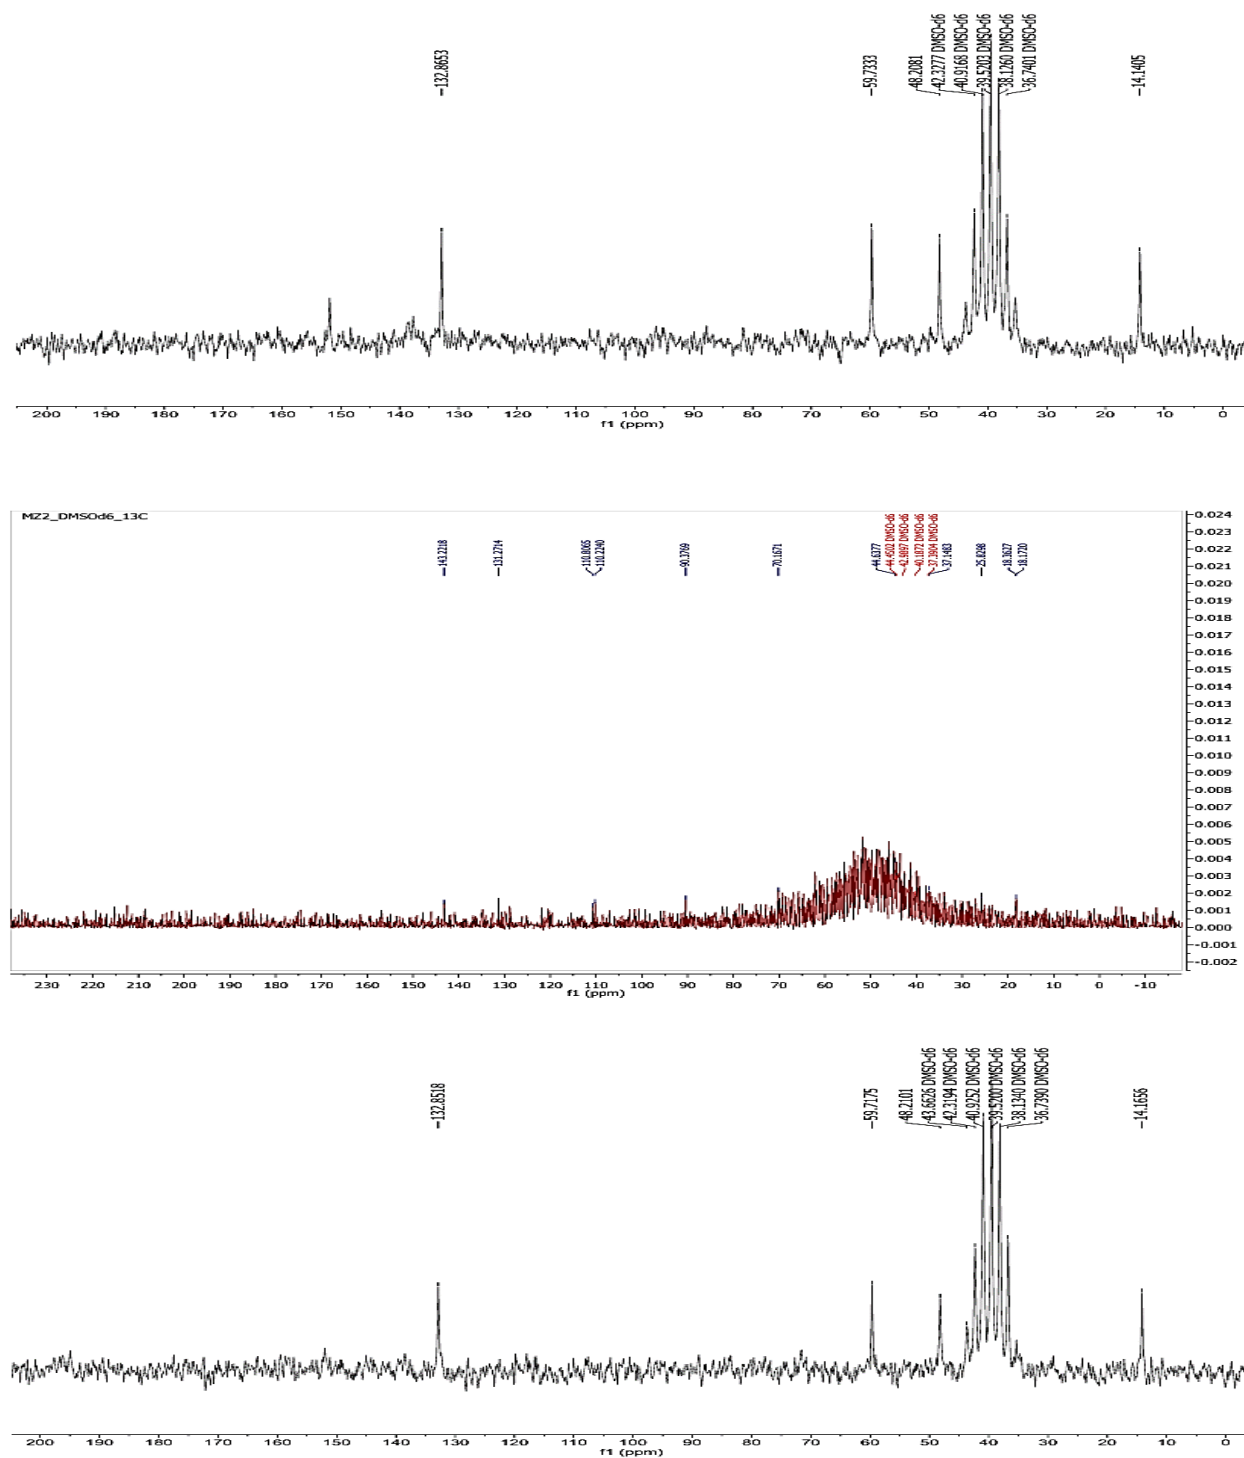 132.8653
59.7333
48.2081
42.3277 DMSO-d6
40.9168 DMSO-d6
39.5203 DMSO-d6
38.1260 DMSO-d6
36.7401 DMSO-d6
14.1405
200 190 180 170 160 150 140 130 120 110 100 90 80 70 60 50 40 30 20 10 0
f1 (ppm)
MZ2_DMSOd6_13C
143.2218
131.2714
110.8065
110.2240
90.3769
70.1671
44.6377
44.4502 DMSO-d6
42.9897 DMSO-d6
40.1872 DMSO-d6
37.3934 DMSO-d6
37.1483
25.8298
18.3627
18.1720
0.024
0.023
0.022
0.021
0.020
0.019
0.018
0.017
0.016
0.015
0.014
0.013
0.012
0.011
0.010
0.009
0.008
0.007
0.006
0.005
0.004
0.003
0.002
0.001
0.000
-0.001
-0.002
230 220 210 200 190 180 170 160 150 140 130 120 110 100 90 80 70 60 50 40 30 20 10 0 -10
f1 (ppm)
132.8518
59.7175
48.2101
43.6626 DMSO-d6
42.3194 DMSO-d6
40.9252 DMSO-d6
39.5200 DMSO-d6
38.1340 DMSO-d6
36.7390 DMSO-d6
14.1656
200 190 180 170 160 150 140 130 120 110 100 90 80 70 60 50 40 30 20 10 0
f1 (ppm)